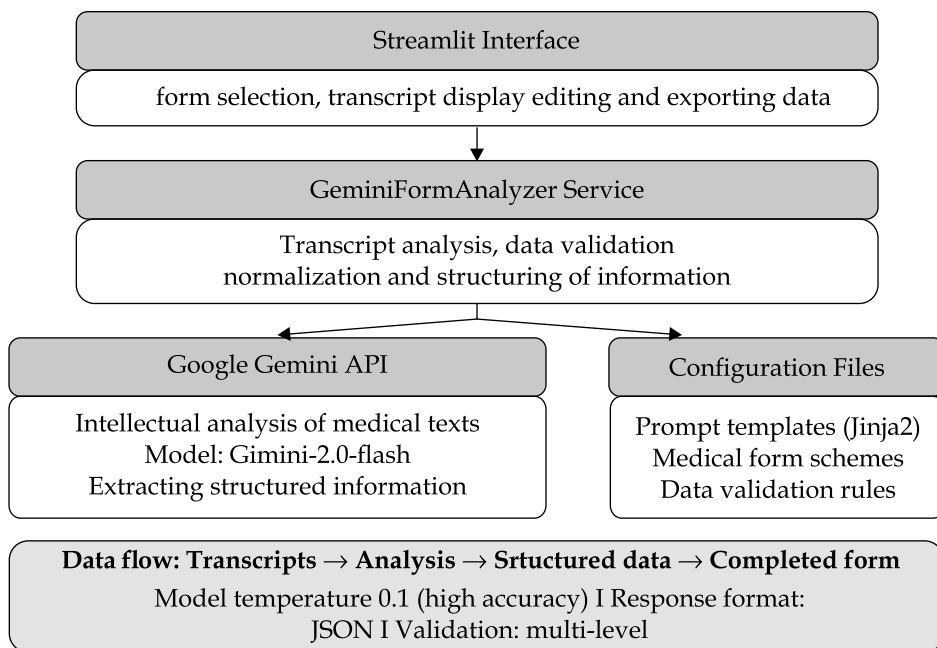 Streamlit Interface
form selection, transcript display editing and exporting data
GeminiFormAnalyzer Service
Transcript analysis, data validation
normalization and structuring of information
Google Gemini API
Intellectual analysis of medical texts
Model: Gimini-2.0-flash
Extracting structured information
Configuration Files
Prompt templates (Jinja2)
Medical form schemes
Data validation rules
Data flow: Transcripts → Analysis → Srtuctured data → Completed form
Model temperature 0.1 (high accuracy) I Response format:
JSON I Validation: multi-level